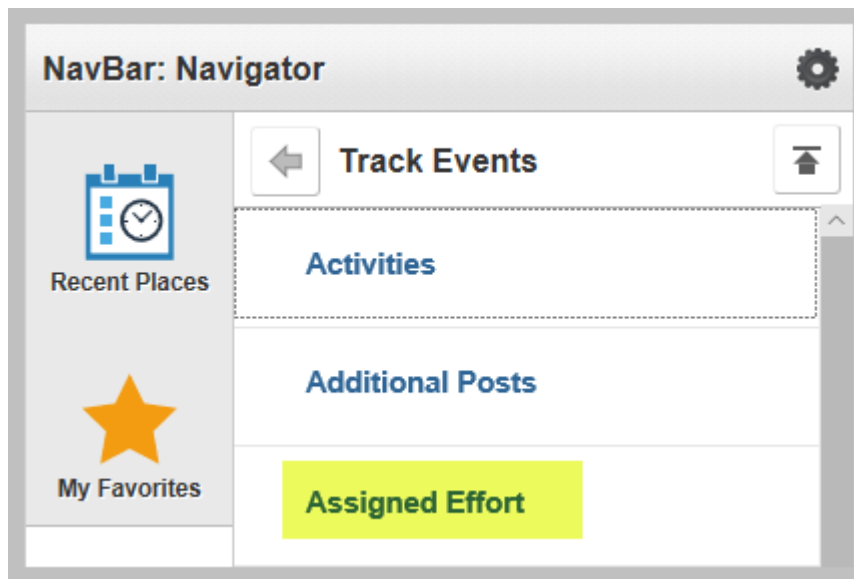 NavBar: Navigator
Track Events
Recent Places
Activities
Additional Posts
My Favorites
Assigned Effort